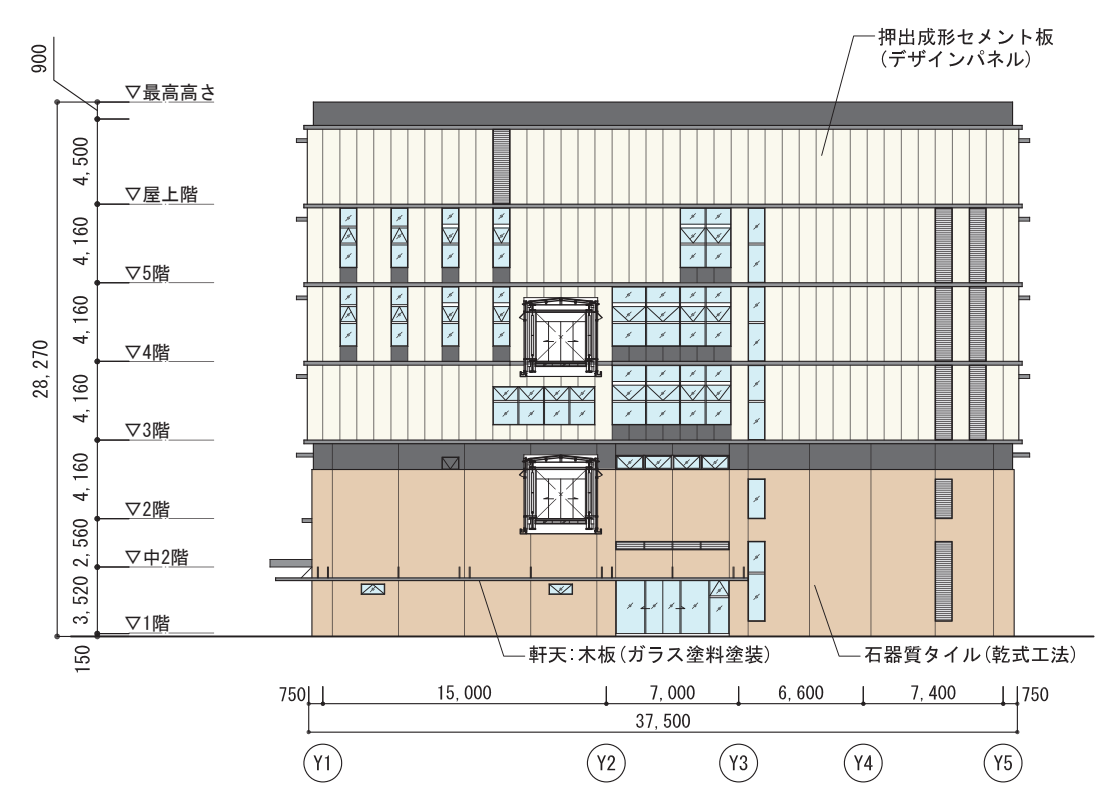 押出成形セメント板
(デザインパネル)
900
▽最高高さ
4,500
▽屋上階
4,160
▽5階
4,160
▽4階
28,270
4,160
▽3階
4,160
▽2階
2,560
▽中2階
3,520
▽1階
150
軒天:木板(ガラス塗料塗装)
石器質タイル(乾式工法)
750
15,000
7,000
6,600
7,400
750
37,500
Y1
Y2
Y3
Y4
Y5